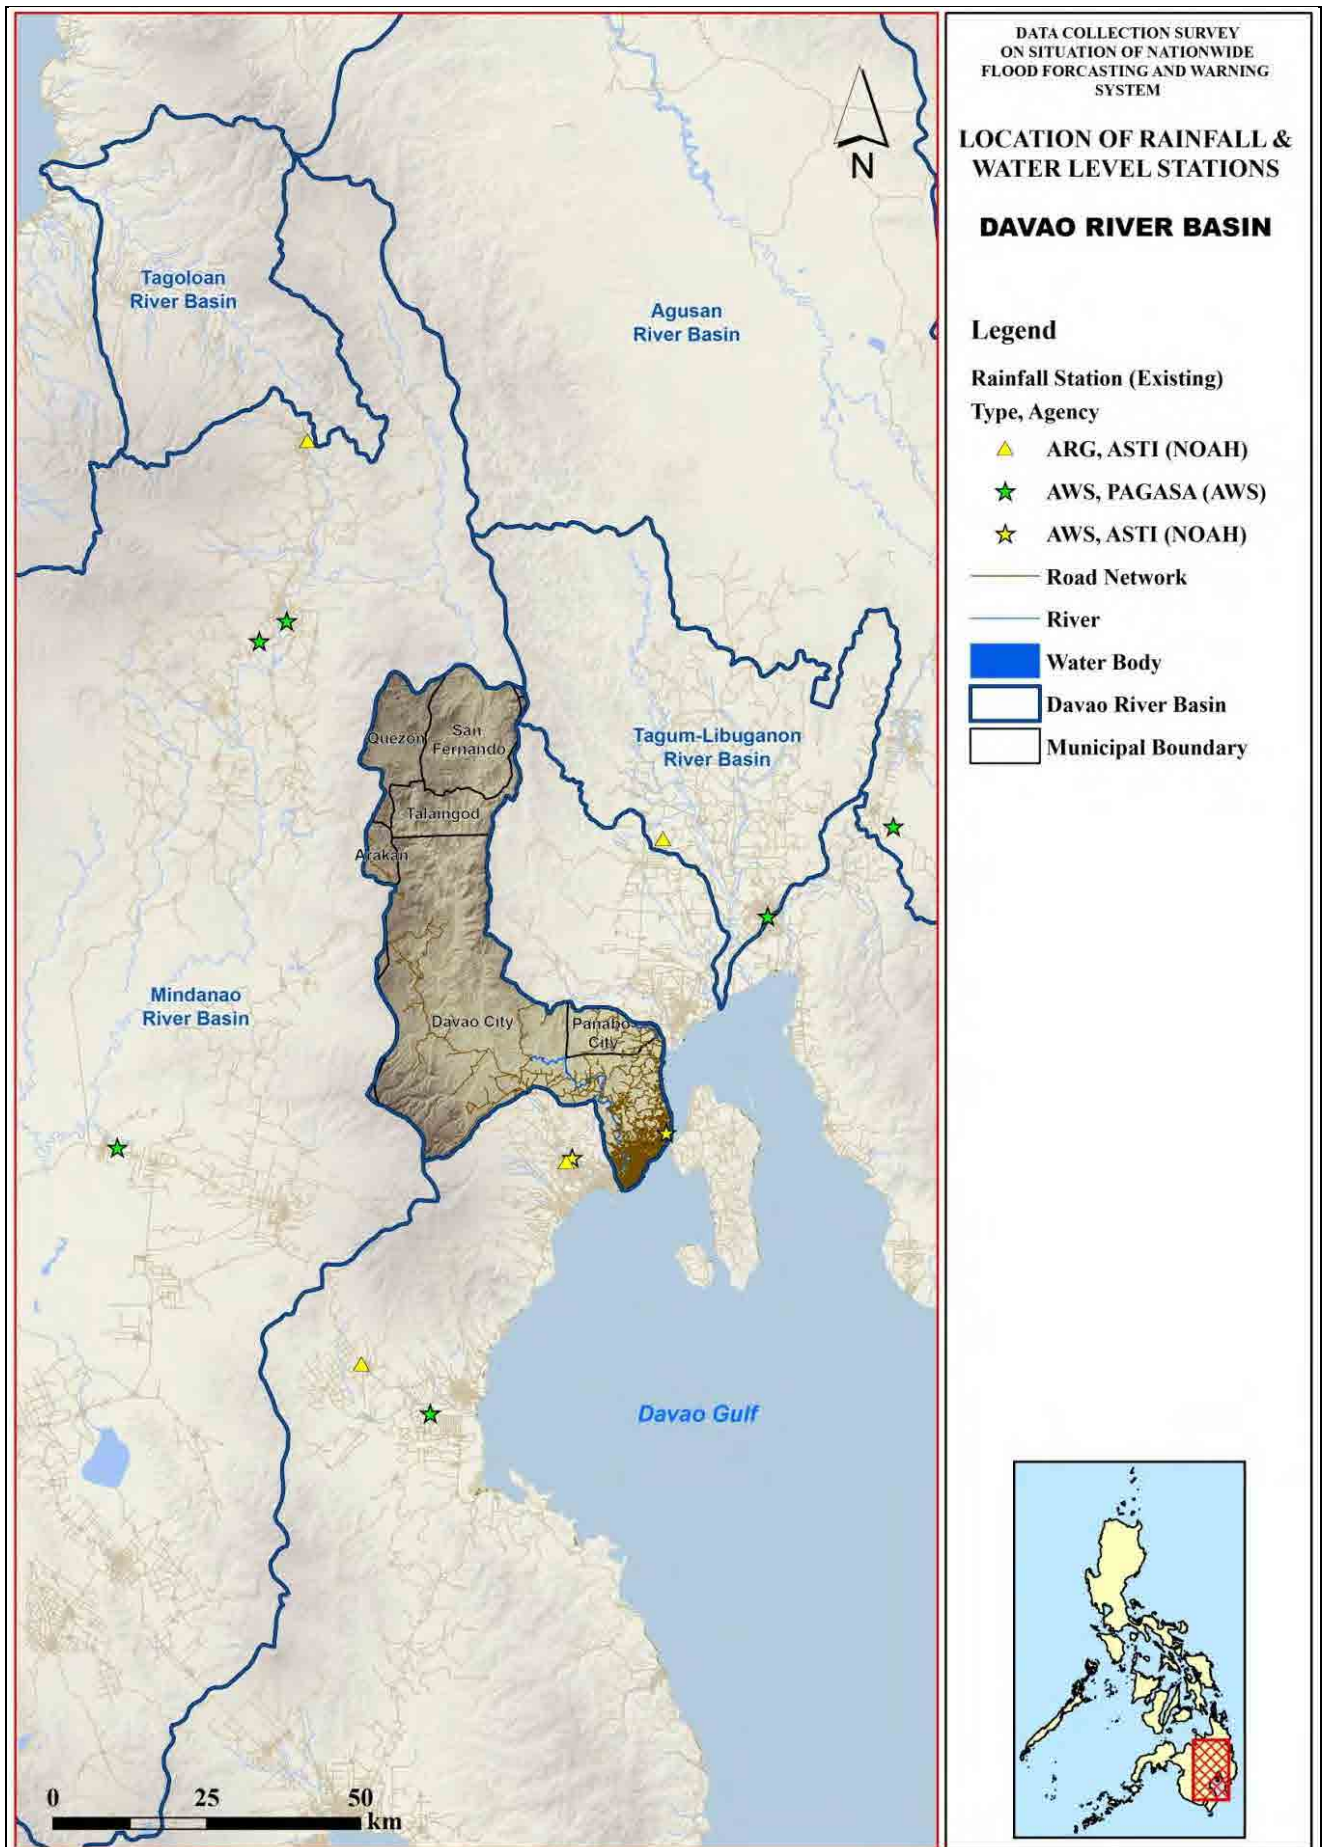 DATA COLLECTION SURVEY
ON SITUATION OF NATIONWIDE
FLOOD FORCASTING AND WARNING
SYSTEM
LOCATION OF RAINFALL &
WATER LEVEL STATIONS
DAVAO RIVER BASIN
Legend
Rainfall Station (Existing)
Type, Agency
ARG, ASTI (NOAH)
AWS, PAGASA (AWS)
AWS, ASTI (NOAH)
Road Network
River
Water Body
Davao River Basin
Municipal Boundary
N
Tagoloan
River Basin
Agusan
River Basin
Quezon
San
Fernando
Tagum-Libuganon
River Basin
Talaingod
Arakan
Mindanao
River Basin
Davao City
Panabo
City
Davao Gulf
0 25 50
km